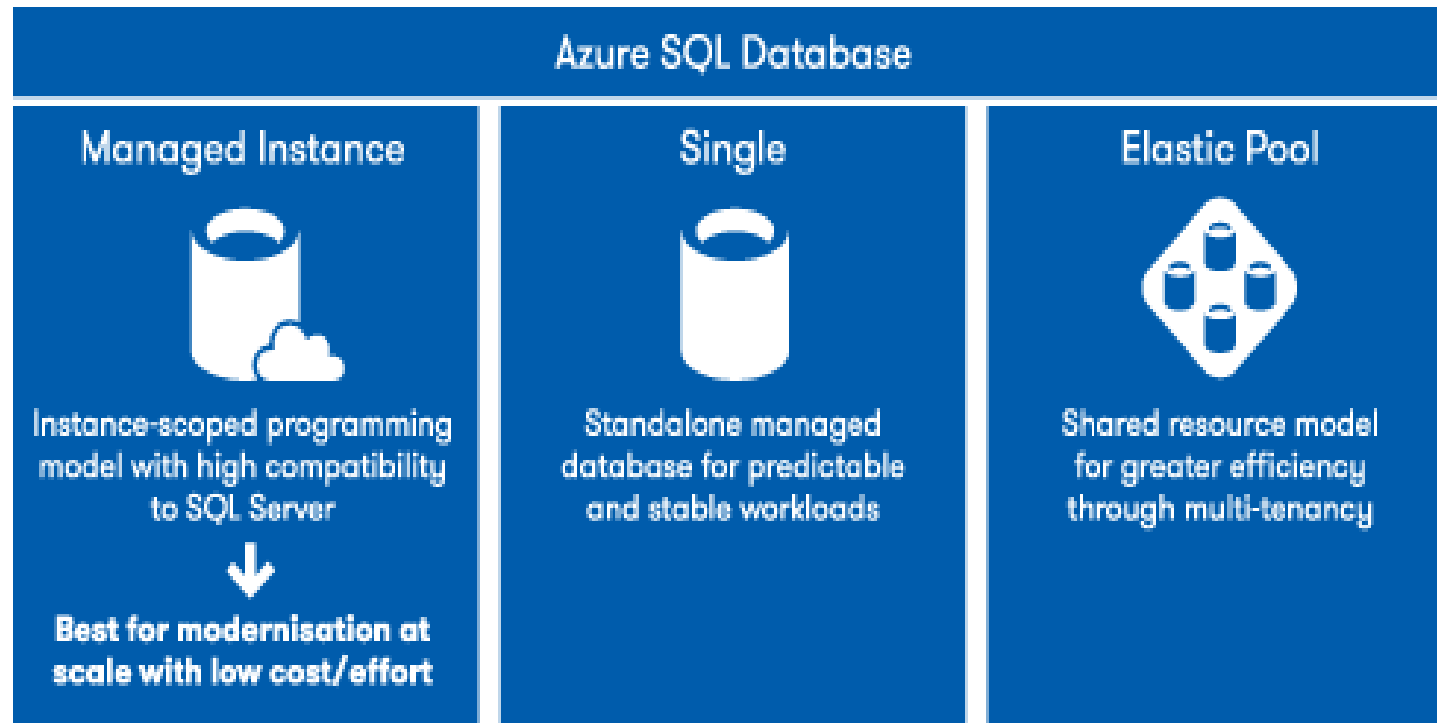 Azure SQL Database
Managed Instance
Instance-scoped programming
model with high compatibility
to SQL Server
Best for modernisation at
scale with low cost/effort
Single
Standalone managed
database for predictable
and stable workloads
Elastic Pool
Shared resource model
for greater efficiency
through multi-tenancy